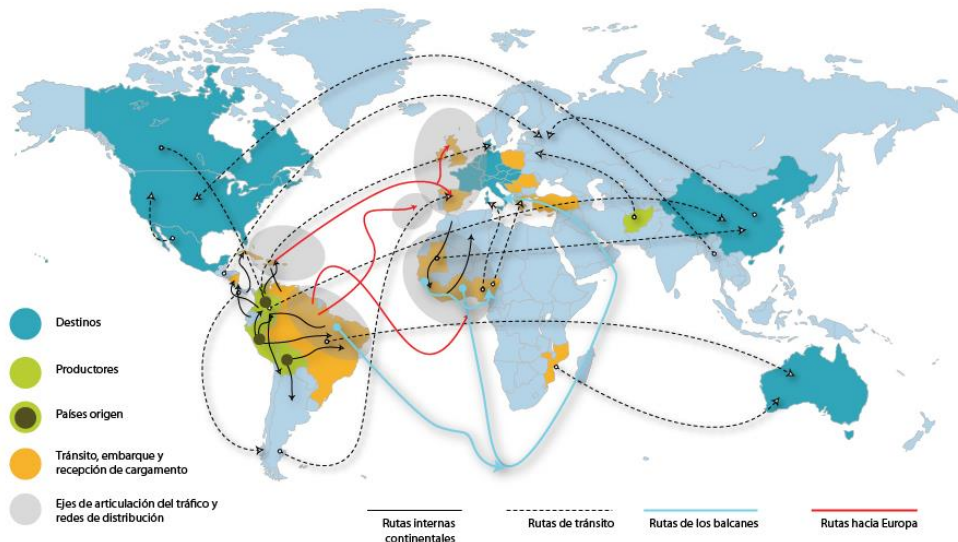 Destinos
Productores
Países origen
Tránsito, embarque y
recepción de cargamento
Ejes de articulación del tráfico y
redes de distribución
Rutas internas
continentales
Rutas de tránsito
Rutas de los balcanes
Rutas hacia Europa